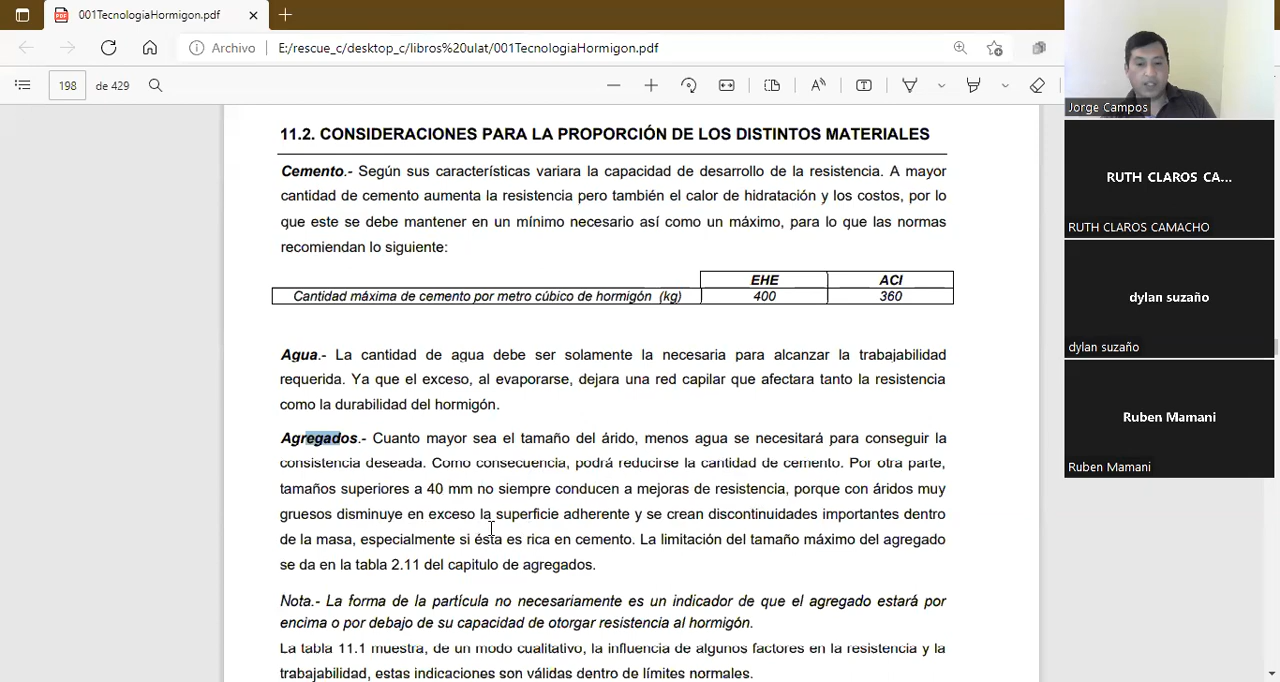 001TecnologiaHormigon.pdf
Archivo
E:/rescue_c/desktop_c/libros%20ulat/001TecnologiaHormigon.pdf
198 de 429
11.2. CONSIDERACIONES PARA LA PROPORCIÓN DE LOS DISTINTOS MATERIALES
Cemento.- Según sus características variara la capacidad de desarrollo de la resistencia. A mayor
cantidad de cemento aumenta la resistencia pero también el calor de hidratación y los costos, por lo
que este se debe mantener en un mínimo necesario así como un máximo, para lo que las normas
recomiendan lo siguiente:
EHE ACI
Cantidad máxima de cemento por metro cúbico de hormigón (kg) 400 360
Agua.- La cantidad de agua debe ser solamente la necesaria para alcanzar la trabajabilidad
requerida. Ya que el exceso, al evaporarse, dejara una red capilar que afectara tanto la resistencia
como la durabilidad del hormigón.
Agregados.- Cuanto mayor sea el tamaño del árido, menos agua se necesitará para conseguir la
consistencia deseada. Como consecuencia, podrá reducirse la cantidad de cemento. Por otra parte,
tamaños superiores a 40 mm no siempre conducen a mejoras de resistencia, porque con áridos muy
gruesos disminuye en exceso la superficie adherente y se crean discontinuidades importantes dentro
de la masa, especialmente si ésta es rica en cemento. La limitación del tamaño máximo del agregado
se da en la tabla 2.11 del capitulo de agregados.
Nota.- La forma de la partícula no necesariamente es un indicador de que el agregado estará por
encima o por debajo de su capacidad de otorgar resistencia al hormigón.
La tabla 11.1 muestra, de un modo cualitativo, la influencia de algunos factores en la resistencia y la
trabajabilidad, estas indicaciones son válidas dentro de límites normales.
Jorge Campos
RUTH CLAROS CA...
RUTH CLAROS CAMACHO
dylan suzaño
dylan suzaño
Ruben Mamani
Ruben Mamani